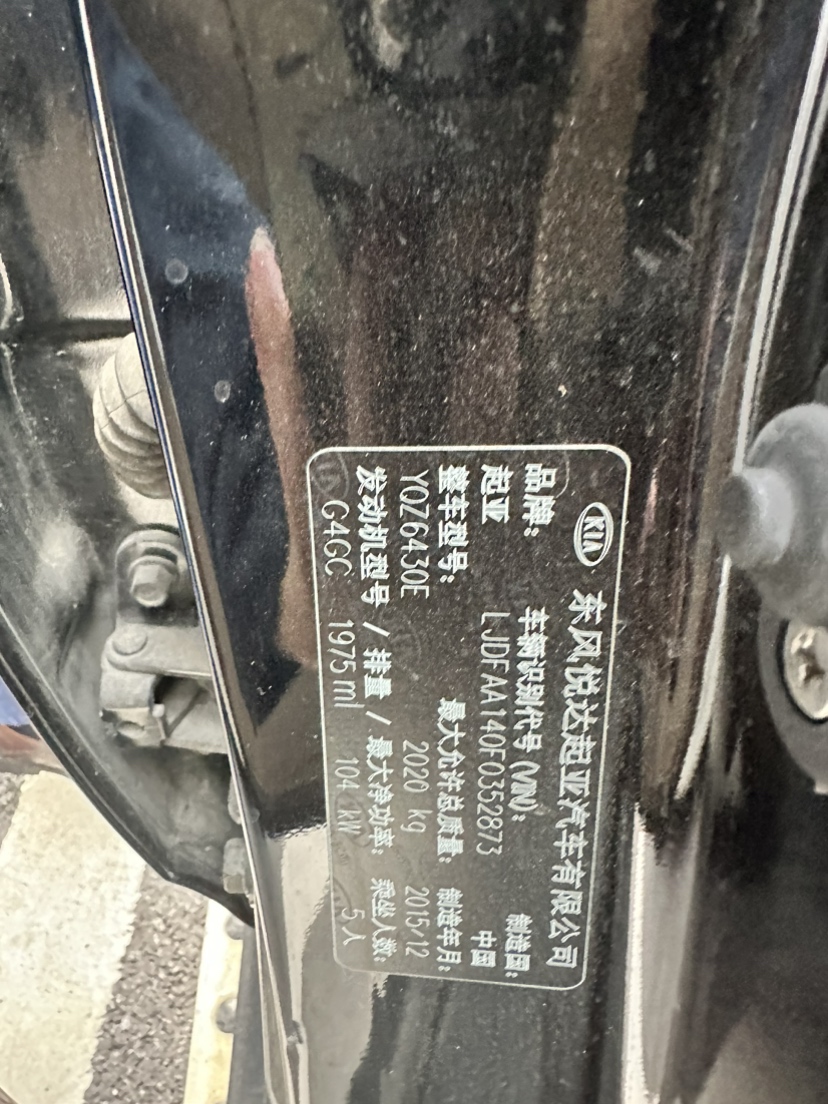 KIA 东风悦达起亚汽车有限公司
品牌: 车辆识别代号 (VIN): 制造国:
起亚 LJDFAA140F0352873 中国
整车型号: 最大允许总质量: 制造年月:
YQZ6430E 2020 kg 2015/12
发动机型号 / 排量 / 最大净功率: 乘坐人数:
G4GC 1975 ml 104 kW 5 人